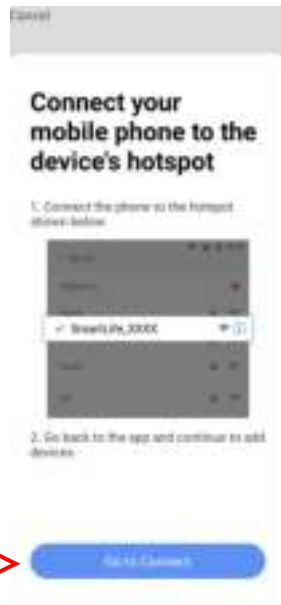 Cancel
Connect your
mobile phone to the
device's hotspot
1. Connect the phone to the hotspot
shown below
SmartLife_XXXX
2. Go back to the app and continue to add
devices
Go to Connect